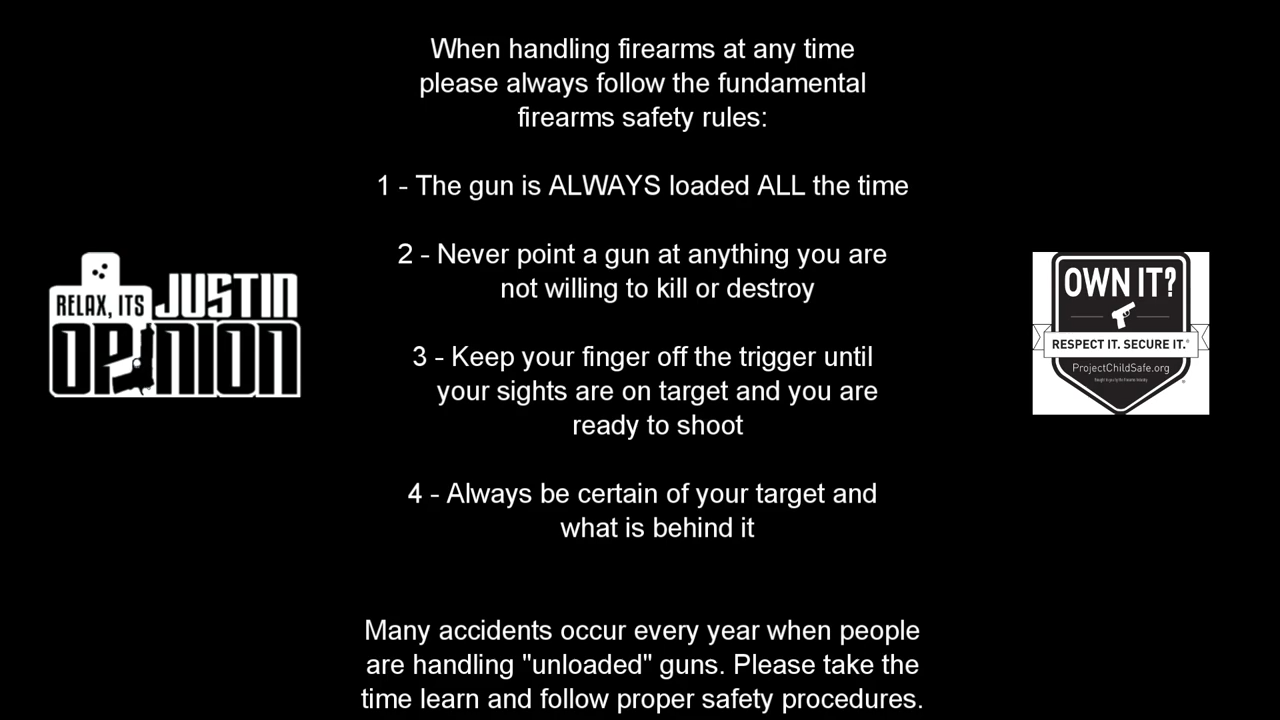 When handling firearms at any time
please always follow the fundamental
firearms safety rules:
1 - The gun is ALWAYS loaded ALL the time
2 - Never point a gun at anything you are
not willing to kill or destroy
3 - Keep your finger off the trigger until
your sights are on target and you are
ready to shoot
4 - Always be certain of your target and
what is behind it
Many accidents occur every year when people
are handling "unloaded" guns. Please take the
time learn and follow proper safety procedures.
RELAX, ITS JUSTIN
OPINION
OWN IT?
RESPECT IT. SECURE IT.®
ProjectChildSafe.org